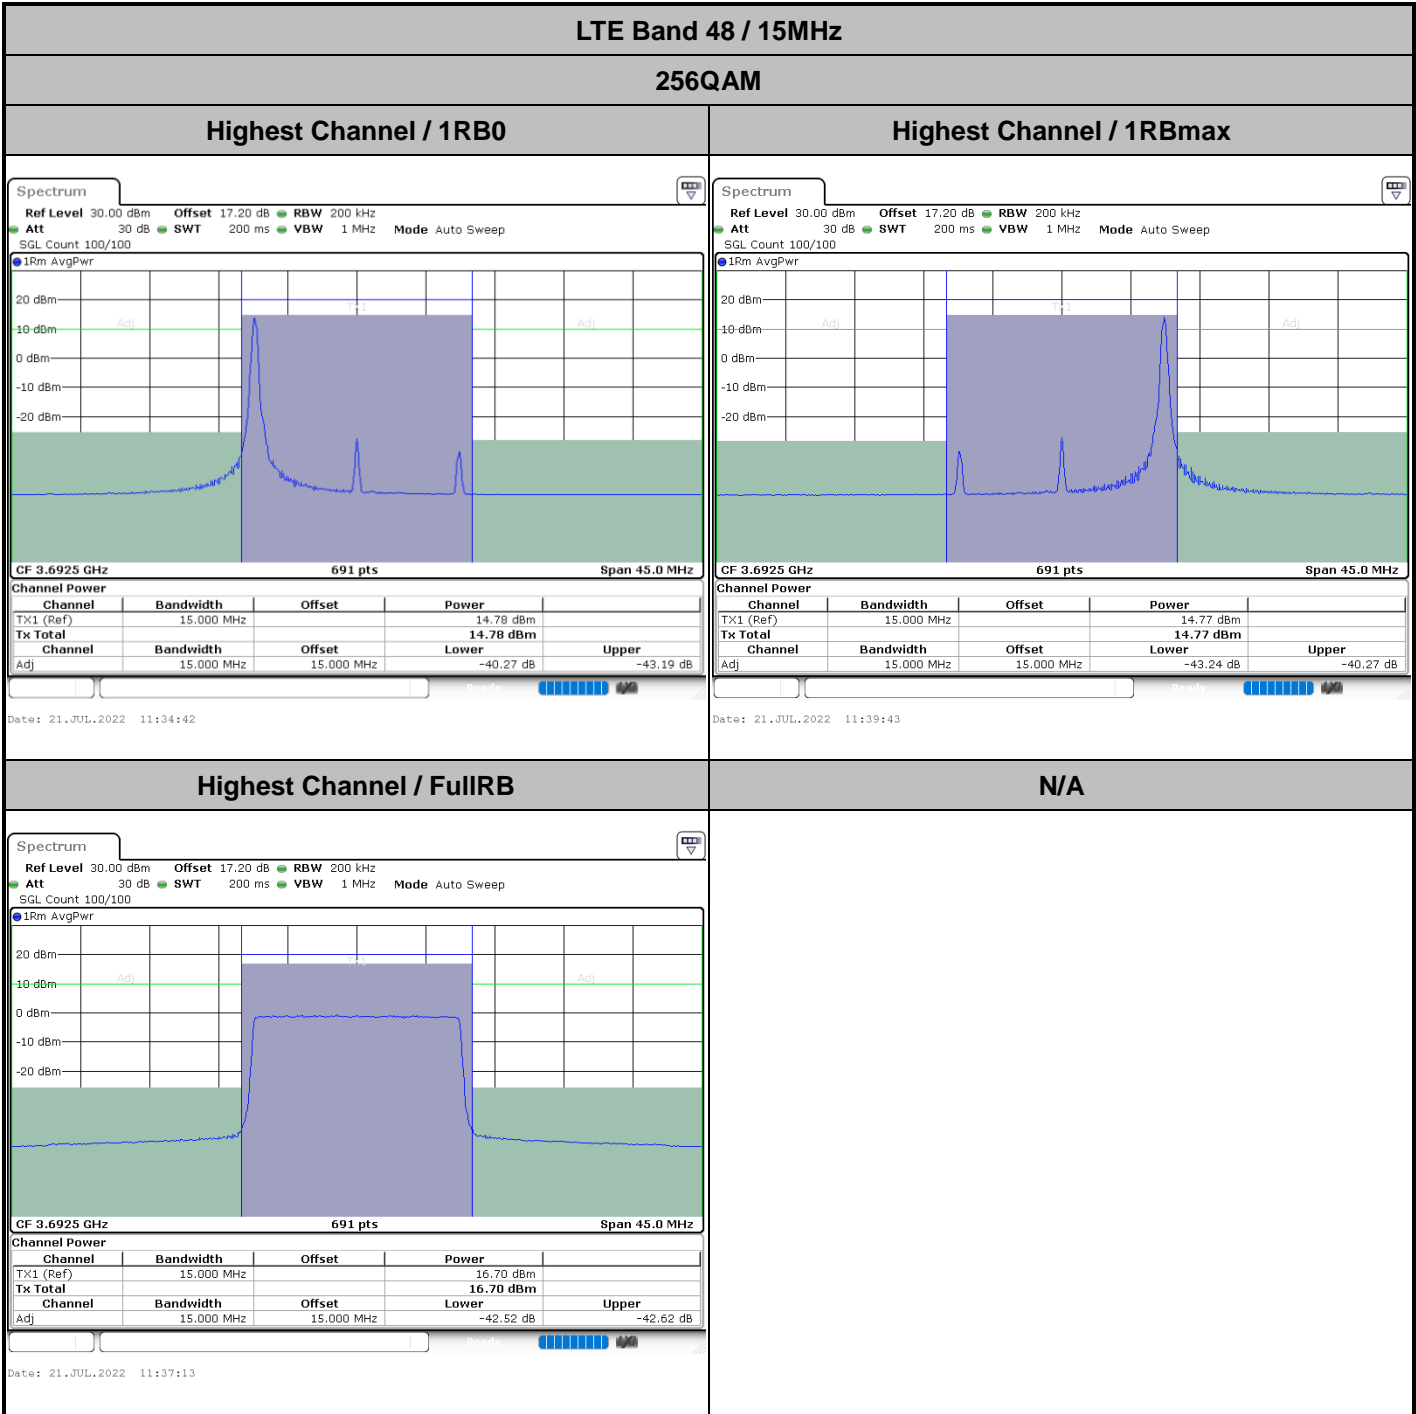 LTE Band 48 / 15MHz
256QAM
Highest Channel / 1RB0
Highest Channel / 1RBmax
Spectrum
Ref Level 30.00 dBm Offset 17.20 dB RBW 200 kHz
Att 30 dB SWT 200 ms VBW 1 MHz Mode Auto Sweep
SGL Count 100/100
1Rm AvgPwr
TX1
Adj
Adj
20 dBm
10 dBm
0 dBm
-10 dBm
-20 dBm
CF 3.6925 GHz 691 pts Span 45.0 MHz
Channel Power
Channel Bandwidth Offset Power
TX1 (Ref) 15.000 MHz 14.78 dBm
Tx Total 14.78 dBm
Channel Bandwidth Offset Lower Upper
Adj 15.000 MHz 15.000 MHz -40.27 dB -43.19 dB
Ready
Date: 21.JUL.2022 11:34:42
Spectrum
Ref Level 30.00 dBm Offset 17.20 dB RBW 200 kHz
Att 30 dB SWT 200 ms VBW 1 MHz Mode Auto Sweep
SGL Count 100/100
1Rm AvgPwr
TX1
Adj
Adj
20 dBm
10 dBm
0 dBm
-10 dBm
-20 dBm
CF 3.6925 GHz 691 pts Span 45.0 MHz
Channel Power
Channel Bandwidth Offset Power
TX1 (Ref) 15.000 MHz 14.77 dBm
Tx Total 14.77 dBm
Channel Bandwidth Offset Lower Upper
Adj 15.000 MHz 15.000 MHz -43.24 dB -40.27 dB
Ready
Date: 21.JUL.2022 11:39:43
Highest Channel / FullRB
N/A
Spectrum
Ref Level 30.00 dBm Offset 17.20 dB RBW 200 kHz
Att 30 dB SWT 200 ms VBW 1 MHz Mode Auto Sweep
SGL Count 100/100
1Rm AvgPwr
TX1
Adj
Adj
20 dBm
10 dBm
0 dBm
-10 dBm
-20 dBm
CF 3.6925 GHz 691 pts Span 45.0 MHz
Channel Power
Channel Bandwidth Offset Power
TX1 (Ref) 15.000 MHz 16.70 dBm
Tx Total 16.70 dBm
Channel Bandwidth Offset Lower Upper
Adj 15.000 MHz 15.000 MHz -42.52 dB -42.62 dB
Ready
Date: 21.JUL.2022 11:37:13